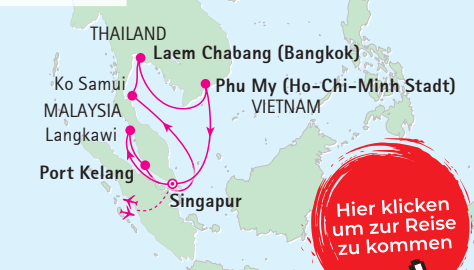 THAILAND
Laem Chabang (Bangkok)
Ko Samui
Phu My (Ho-Chi-Minh Stadt)
MALAYSIA
VIETNAM
Langkawi
Port Kelang
Singapur
Hier klicken
um zur Reise
zu kommen